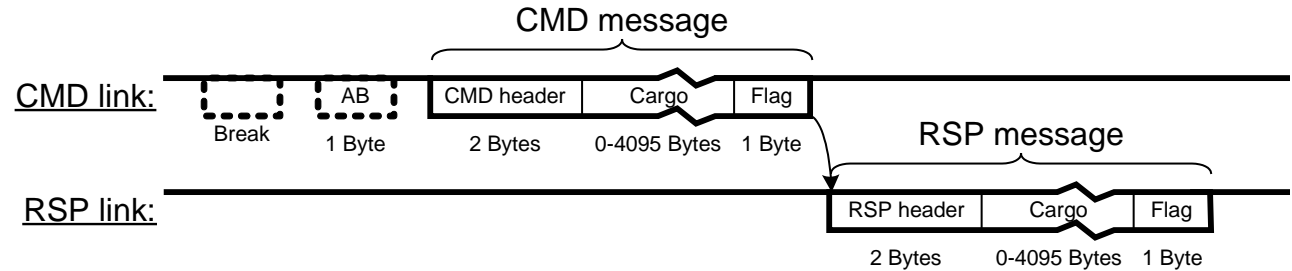 CMD message
CMD link: AB CMD header Cargo Flag
Break 1 Byte 2 Bytes 0-4095 Bytes 1 Byte
RSP message
RSP link: RSP header Cargo Flag
2 Bytes 0-4095 Bytes 1 Byte